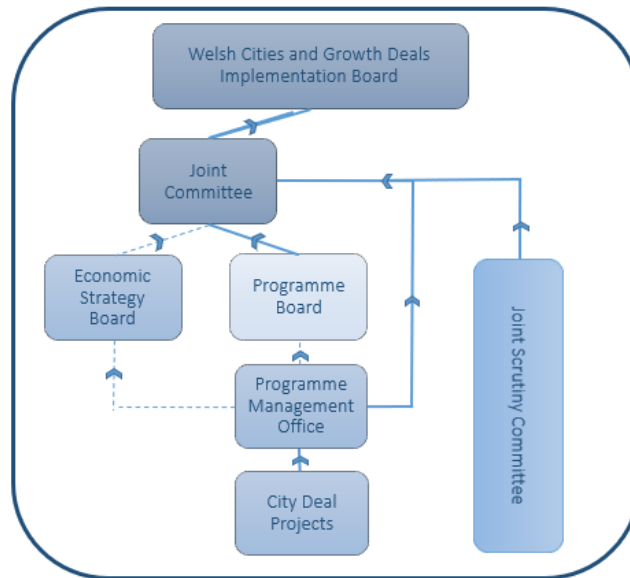 Welsh Cities and Growth Deals
Implementation Board
Joint
Committee
Economic
Strategy
Board
Programme
Board
Programme
Management
Office
City Deal
Projects
Joint Scrutiny Committee